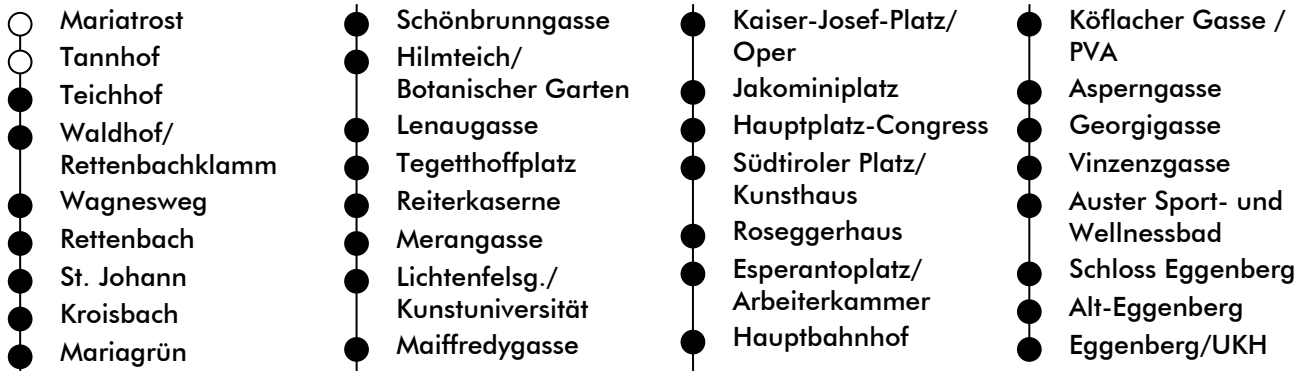 Mariatrost
Tannhof
Teichhof
Waldhof/
Rettenbachklamm
Wagnesweg
Rettenbach
St. Johann
Kroisbach
Mariagrün
Schönbrunngasse
Hilmteich/
Botanischer Garten
Lenaugasse
Tegetthoffplatz
Reiterkaserne
Merangasse
Lichtenfelsg./
Kunstuniversität
Maiffredygasse
Kaiser-Josef-Platz/
Oper
Jakominiplatz
Hauptplatz-Congress
Südtiroler Platz/
Kunsthaus
Roseggerhaus
Esperantoplatz/
Arbeiterkammer
Hauptbahnhof
Köflacher Gasse /
PVA
Asperngasse
Georgigasse
Vinzenzgasse
Auster Sport- und
Wellnessbad
Schloss Eggenberg
Alt-Eggenberg
Eggenberg/UKH